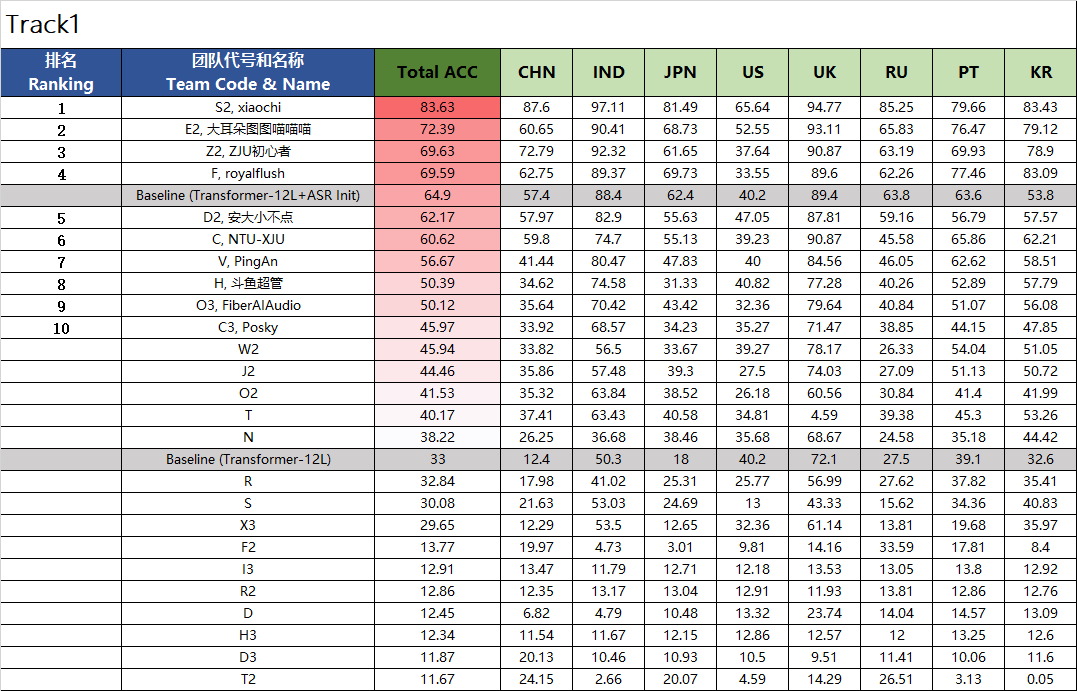 Track1
排名 团队代号和名称
Ranking Team Code & Name Total ACC CHN IND JPN US UK RU PT KR
1 S2, xiaochi 83.63 87.6 97.11 81.49 65.64 94.77 85.25 79.66 83.43
2 E2, 大耳朵图图喵喵喵 72.39 60.65 90.41 68.73 52.55 93.11 65.83 76.47 79.12
3 Z2, ZJU初心者 69.63 72.79 92.32 61.65 37.64 90.87 63.19 69.93 78.9
4 F, royalflush 69.59 62.75 89.37 69.73 33.55 89.6 62.26 77.46 83.09
Baseline (Transformer-12L+ASR Init) 64.9 57.4 88.4 62.4 40.2 89.4 63.8 63.6 53.8
5 D2, 安大小不点 62.17 57.97 82.9 55.63 47.05 87.81 59.16 56.79 57.57
6 C, NTU-XJU 60.62 59.8 74.7 55.13 39.23 90.87 45.58 65.86 62.21
7 V, PingAn 56.67 41.44 80.47 47.83 40 84.56 46.05 62.62 58.51
8 H, 斗鱼超管 50.39 34.62 74.58 31.33 40.82 77.28 40.26 52.89 57.79
9 O3, FiberAIAudio 50.12 35.64 70.42 43.42 32.36 79.64 40.84 51.07 56.08
10 C3, Posky 45.97 33.92 68.57 34.23 35.27 71.47 38.85 44.15 47.85
W2 45.94 33.82 56.5 33.67 39.27 78.17 26.33 54.04 51.05
J2 44.46 35.86 57.48 39.3 27.5 74.03 27.09 51.13 50.72
O2 41.53 35.32 63.84 38.52 26.18 60.56 30.84 41.4 41.99
T 40.17 37.41 63.43 40.58 34.81 4.59 39.38 45.3 53.26
N 38.22 26.25 36.68 38.46 35.68 68.67 24.58 35.18 44.42
Baseline (Transformer-12L) 33 12.4 50.3 18 40.2 72.1 27.5 39.1 32.6
R 32.84 17.98 41.02 25.31 25.77 56.99 27.62 37.82 35.41
S 30.08 21.63 53.03 24.69 13 43.33 15.62 34.36 40.83
X3 29.65 12.29 53.5 12.65 32.36 61.14 13.81 19.68 35.97
F2 13.77 19.97 4.73 3.01 9.81 14.16 33.59 17.81 8.4
I3 12.91 13.47 11.79 12.71 12.18 13.53 13.05 13.8 12.92
R2 12.86 12.35 13.17 13.04 12.91 11.93 13.81 12.86 12.76
D 12.45 6.82 4.79 10.48 13.32 23.74 14.04 14.57 13.09
H3 12.34 11.54 11.67 12.15 12.86 12.57 12 13.25 12.6
D3 11.87 20.13 10.46 10.93 10.5 9.51 11.41 10.06 11.6
T2 11.67 24.15 2.66 20.07 4.59 14.29 26.51 3.13 0.05